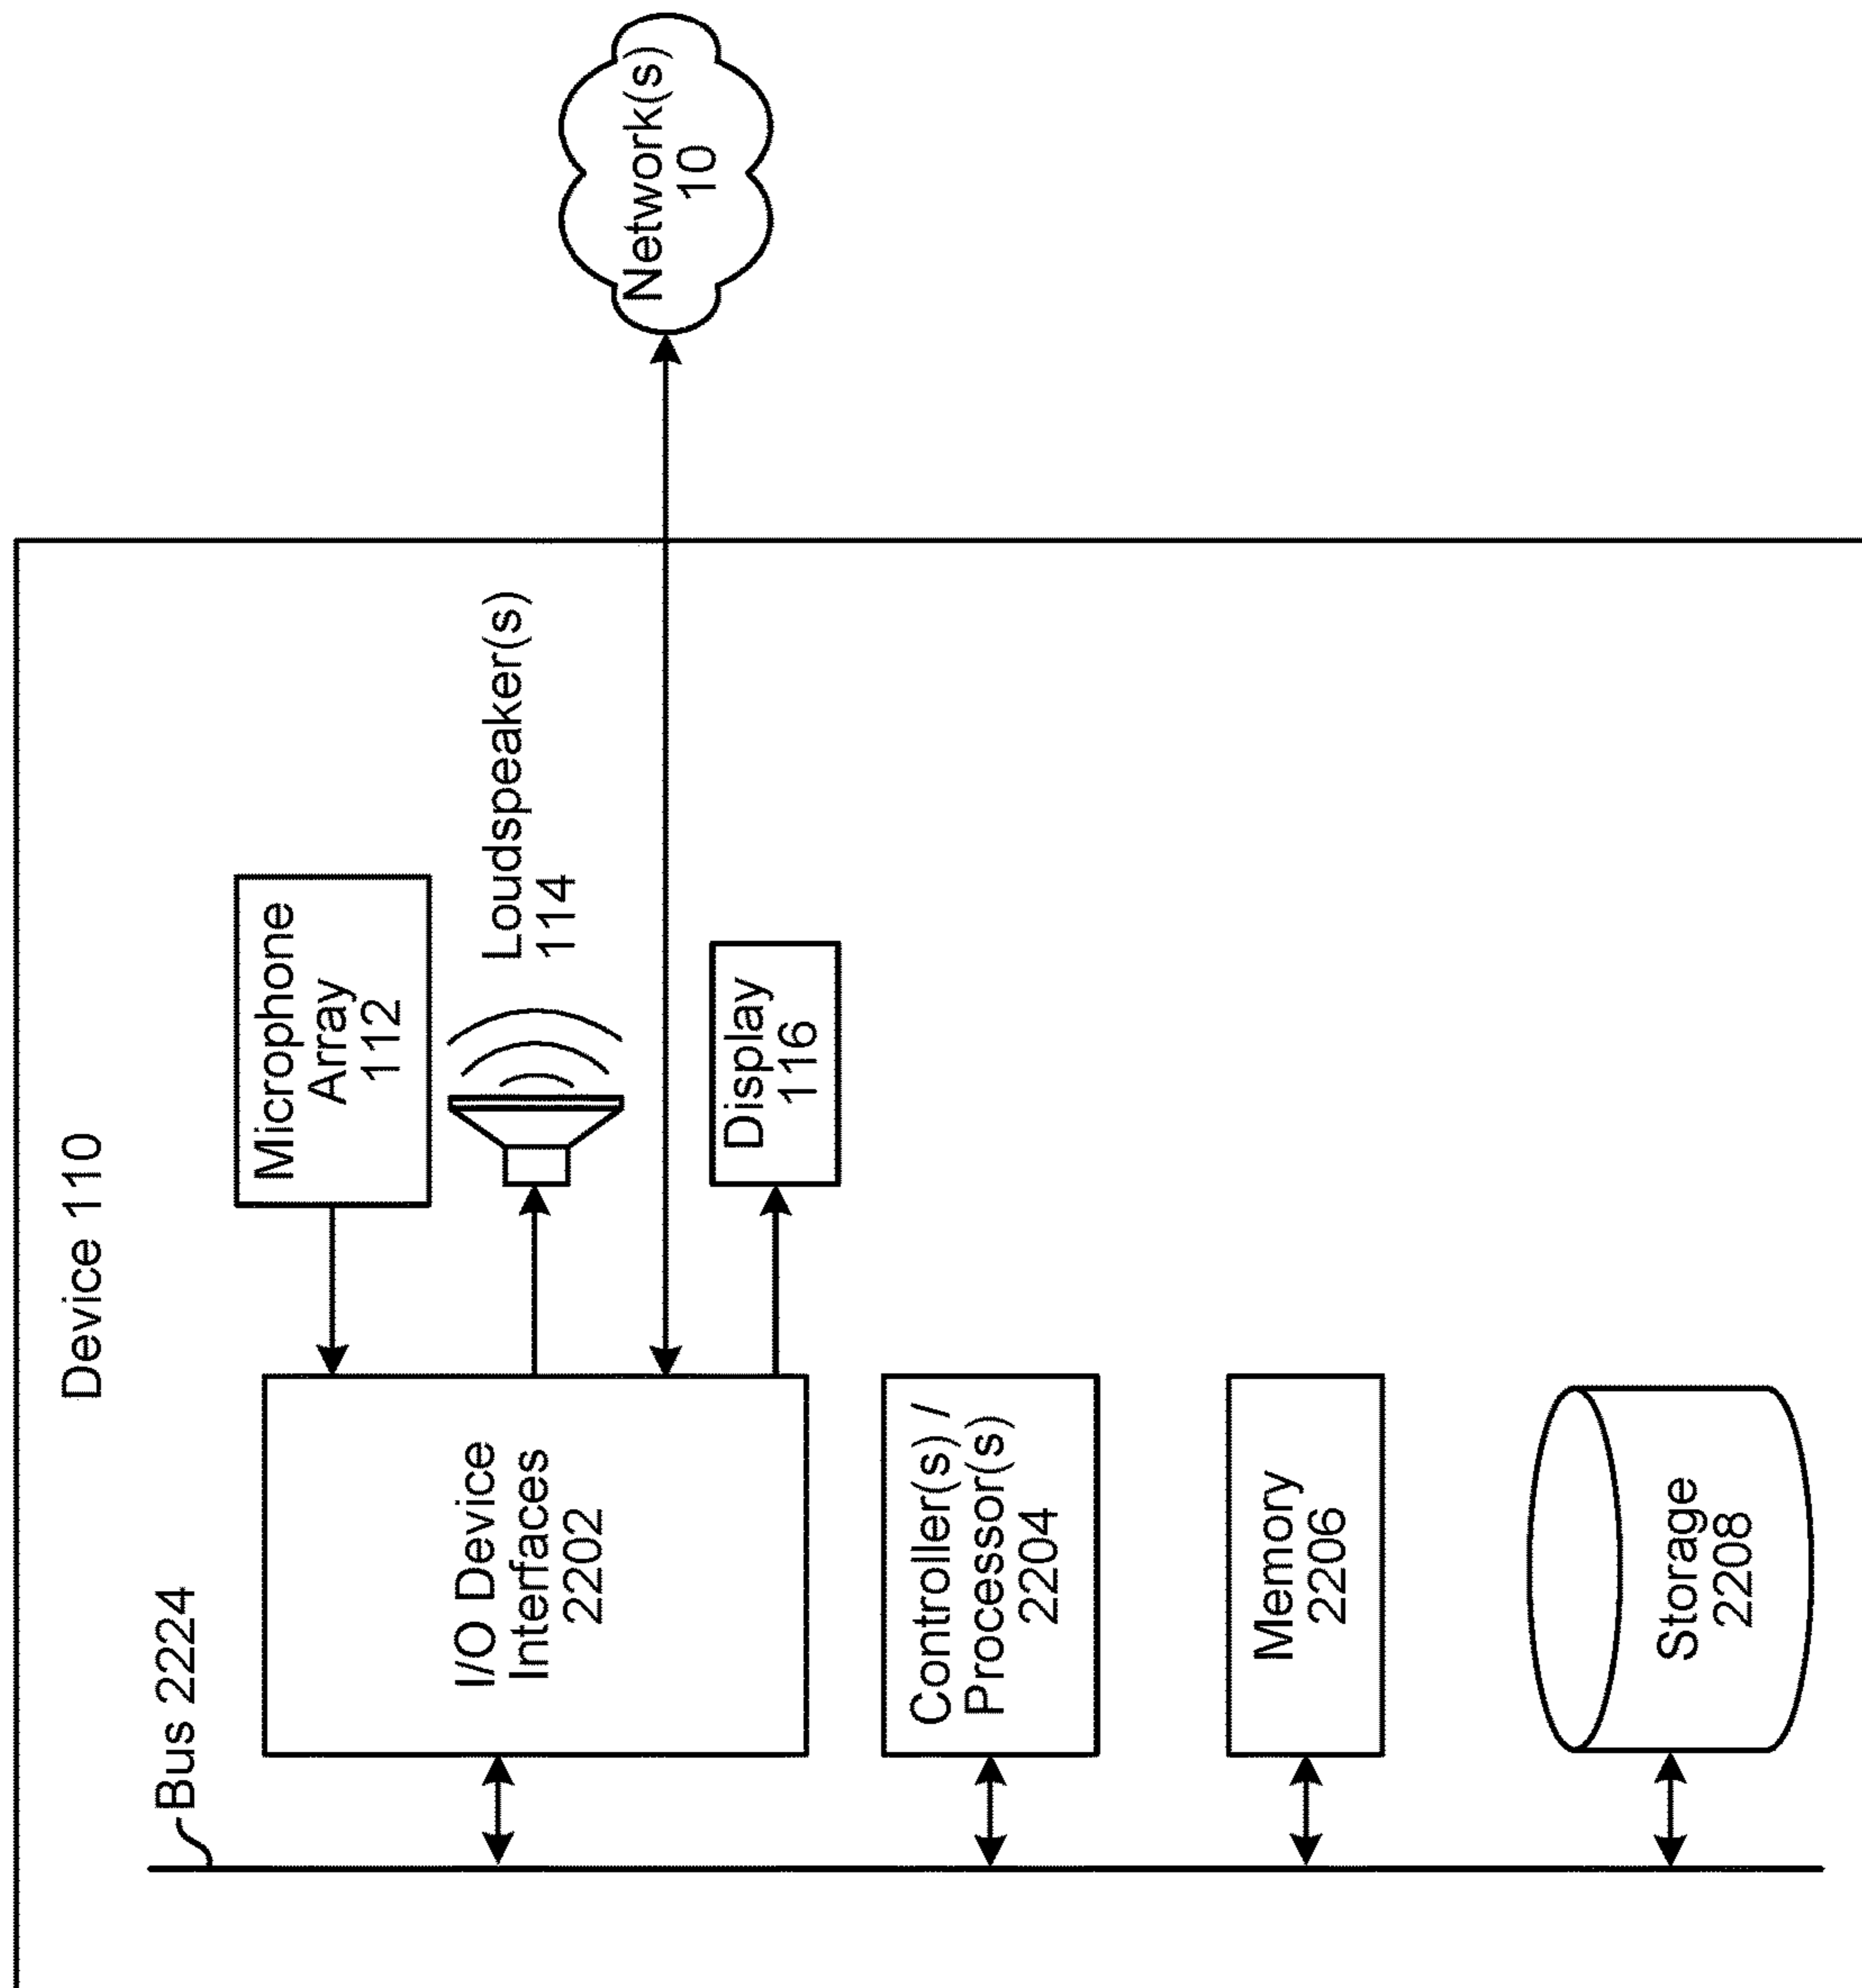 Device 110
Bus 2224
I/O Device
Interfaces
2202
Microphone
Array
112
Loudspeaker(s)
114
Network(s)
10
Display
116
Controller(s) /
Processor(s)
2204
Memory
2206
Storage
2208